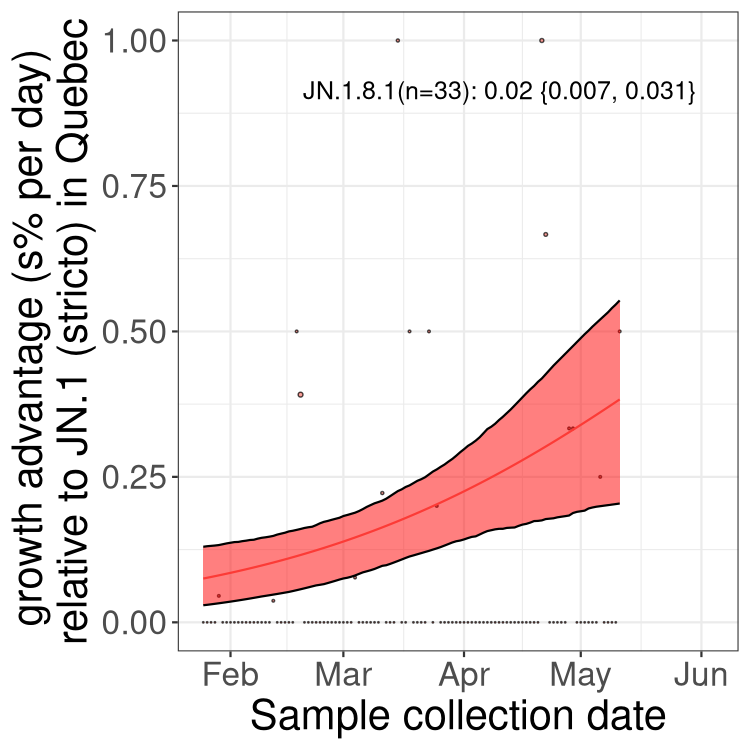 growth advantage (s% per day)
relative to JN.1 (stricto) in Quebec
1.00
0.75
0.50
0.25
0.00
JN.1.8.1(n=33): 0.02 {0.007, 0.031}
Feb Mar Apr May Jun
Sample collection date